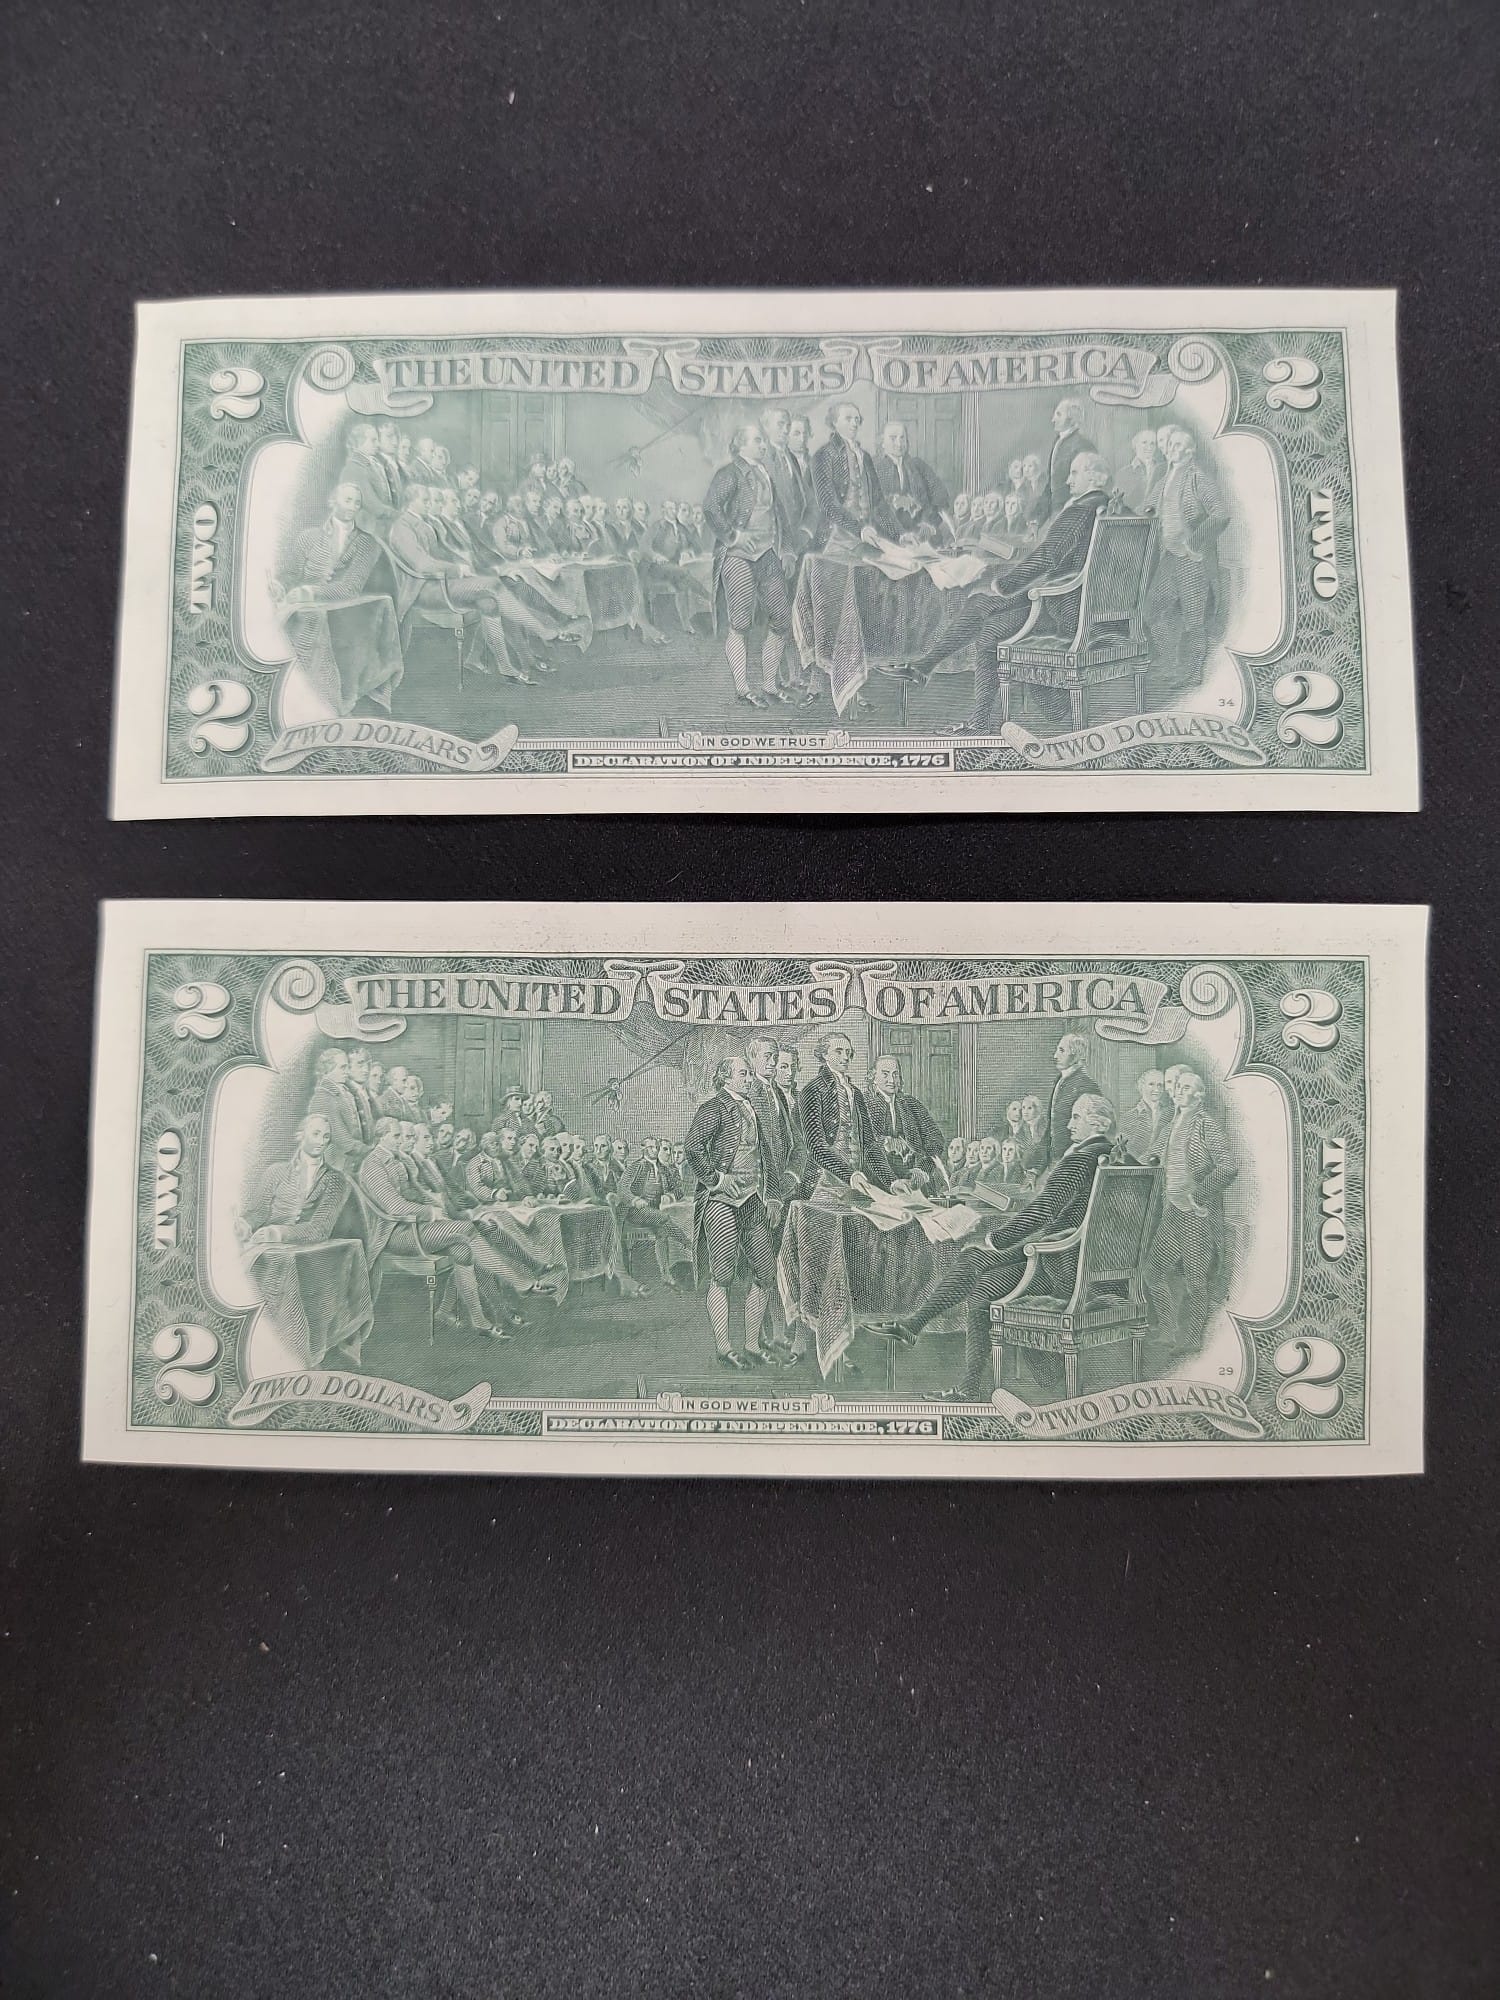 2 THE UNITED STATES OF AMERICA 2
TWO TWO
34
2 TWO DOLLARS IN GOD WE TRUST TWO DOLLARS 2
DECLARATION OF INDEPENDENCE, 1776
2 THE UNITED STATES OF AMERICA 2
TWO TWO
29
2 TWO DOLLARS IN GOD WE TRUST TWO DOLLARS 2
DECLARATION OF INDEPENDENCE, 1776